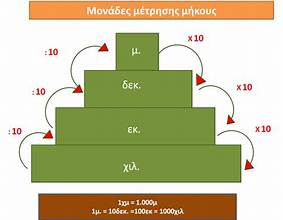 Μονάδες μέτρησης μήκους
μ.
: 10
x 10
δεκ.
: 10
x 10
εκ.
: 10
x 10
χιλ.
1χμ = 1.000μ
1μ. = 10δεκ. =100εκ = 1000χιλ